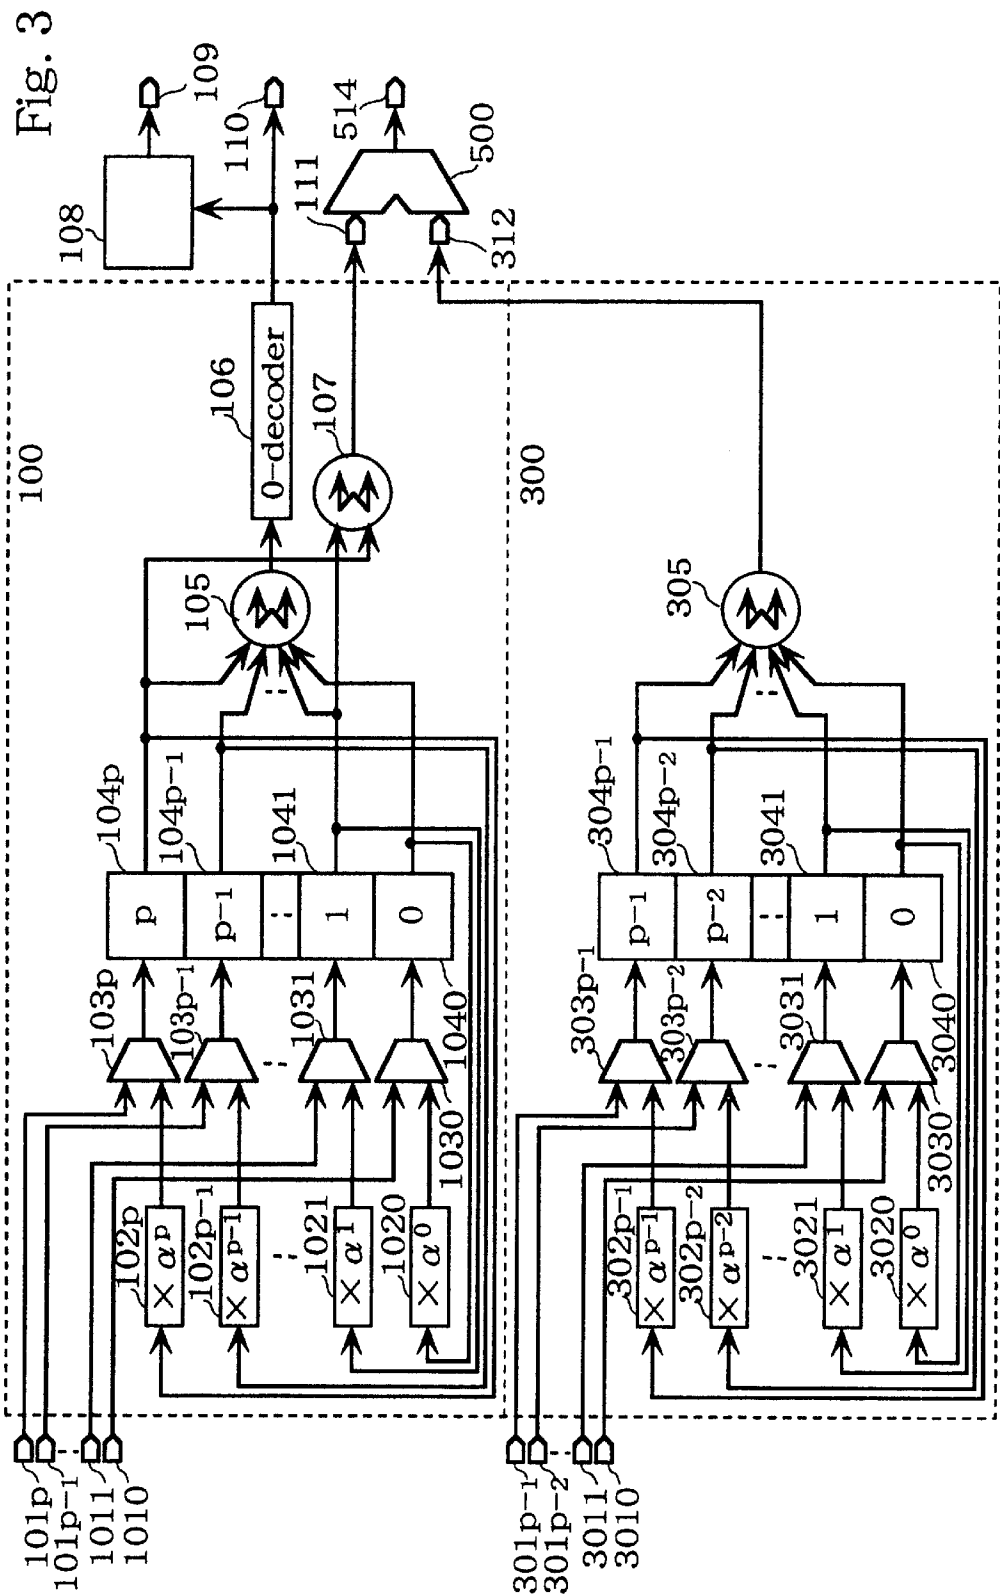 Fig. 3
100
108
109
106
0-decoder
110
105
107
111
514
500
312
101p
101p-1
1011
1010
102p
×α^p
102p-1
×α^p-1
1021
×α^1
1020
×α^0
103p
103p-1
1031
1030
104p
p
104p-1
p-1
1041
1
1040
0
300
305
301p-1
301p-2
3011
3010
302p-1
×α^p-1
302p-2
×α^p-2
3021
×α^1
3020
×α^0
303p-1
303p-2
3031
3030
304p-1
p-1
304p-2
p-2
3041
1
3040
0